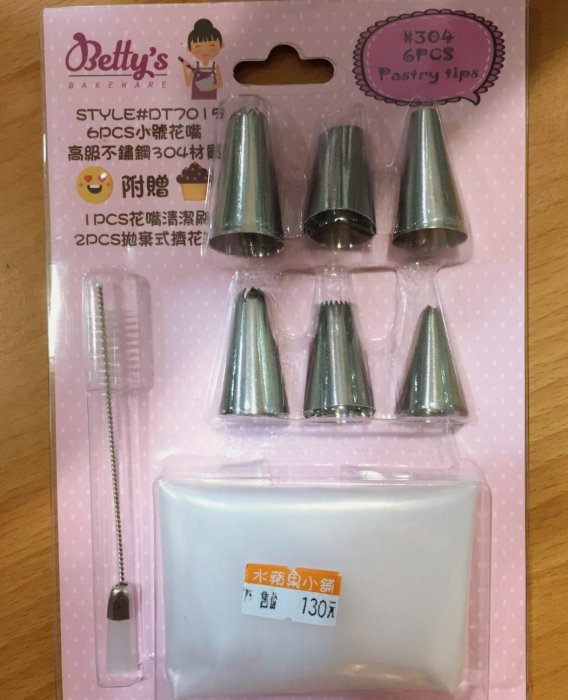 Betty's
BAKEWARE
#304
6PCS
Pastry tips
STYLE#DT7015
6PCS小號花嘴
高級不鏽鋼304材
附贈
1PCS花嘴清潔刷
2PCS拋棄式擠花
水蘋果小舖
售价 130元